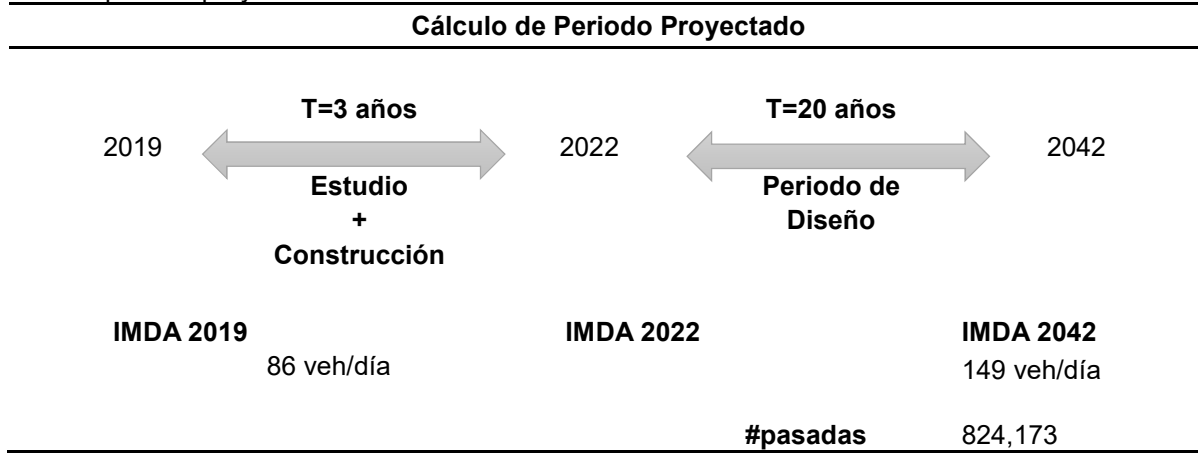 Cálculo de Periodo Proyectado
T=3 años T=20 años
2019 2022 2042
Estudio Periodo de
+ Diseño
Construcción
IMDA 2019 IMDA 2022 IMDA 2042
86 veh/día 149 veh/día
#pasadas 824,173